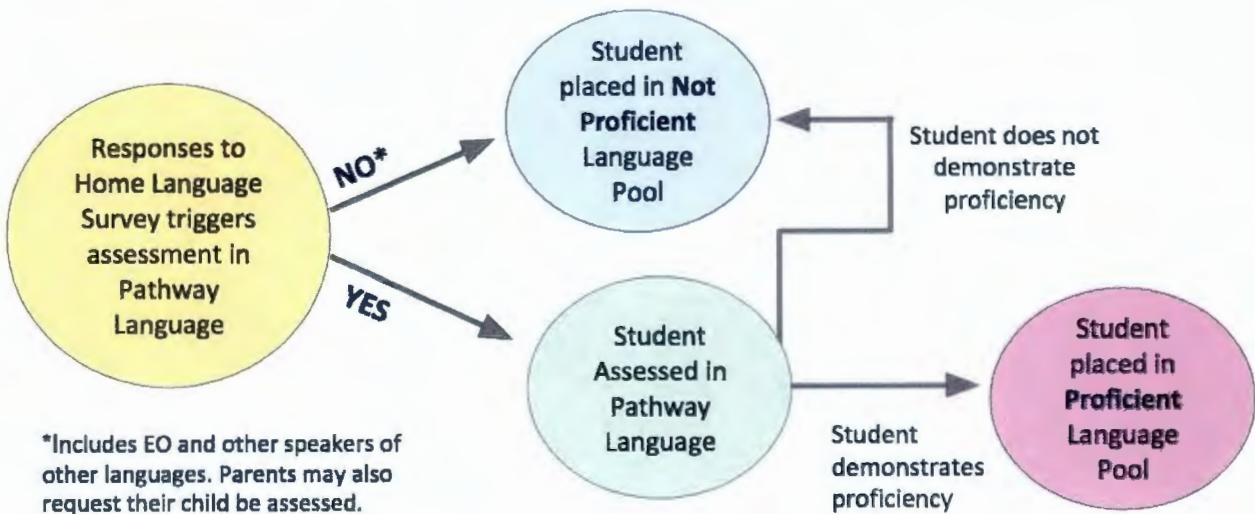 Responses to
Home Language
Survey triggers
assessment in
Pathway
Language
NO*
YES
Student
placed in Not
Proficient
Language
Pool
Student does not
demonstrate
proficiency
Student
Assessed in
Pathway
Language
Student
demonstrates
proficiency
Student
placed in
Proficient
Language
Pool
*Includes EO and other speakers of
other languages. Parents may also
request their child be assessed.